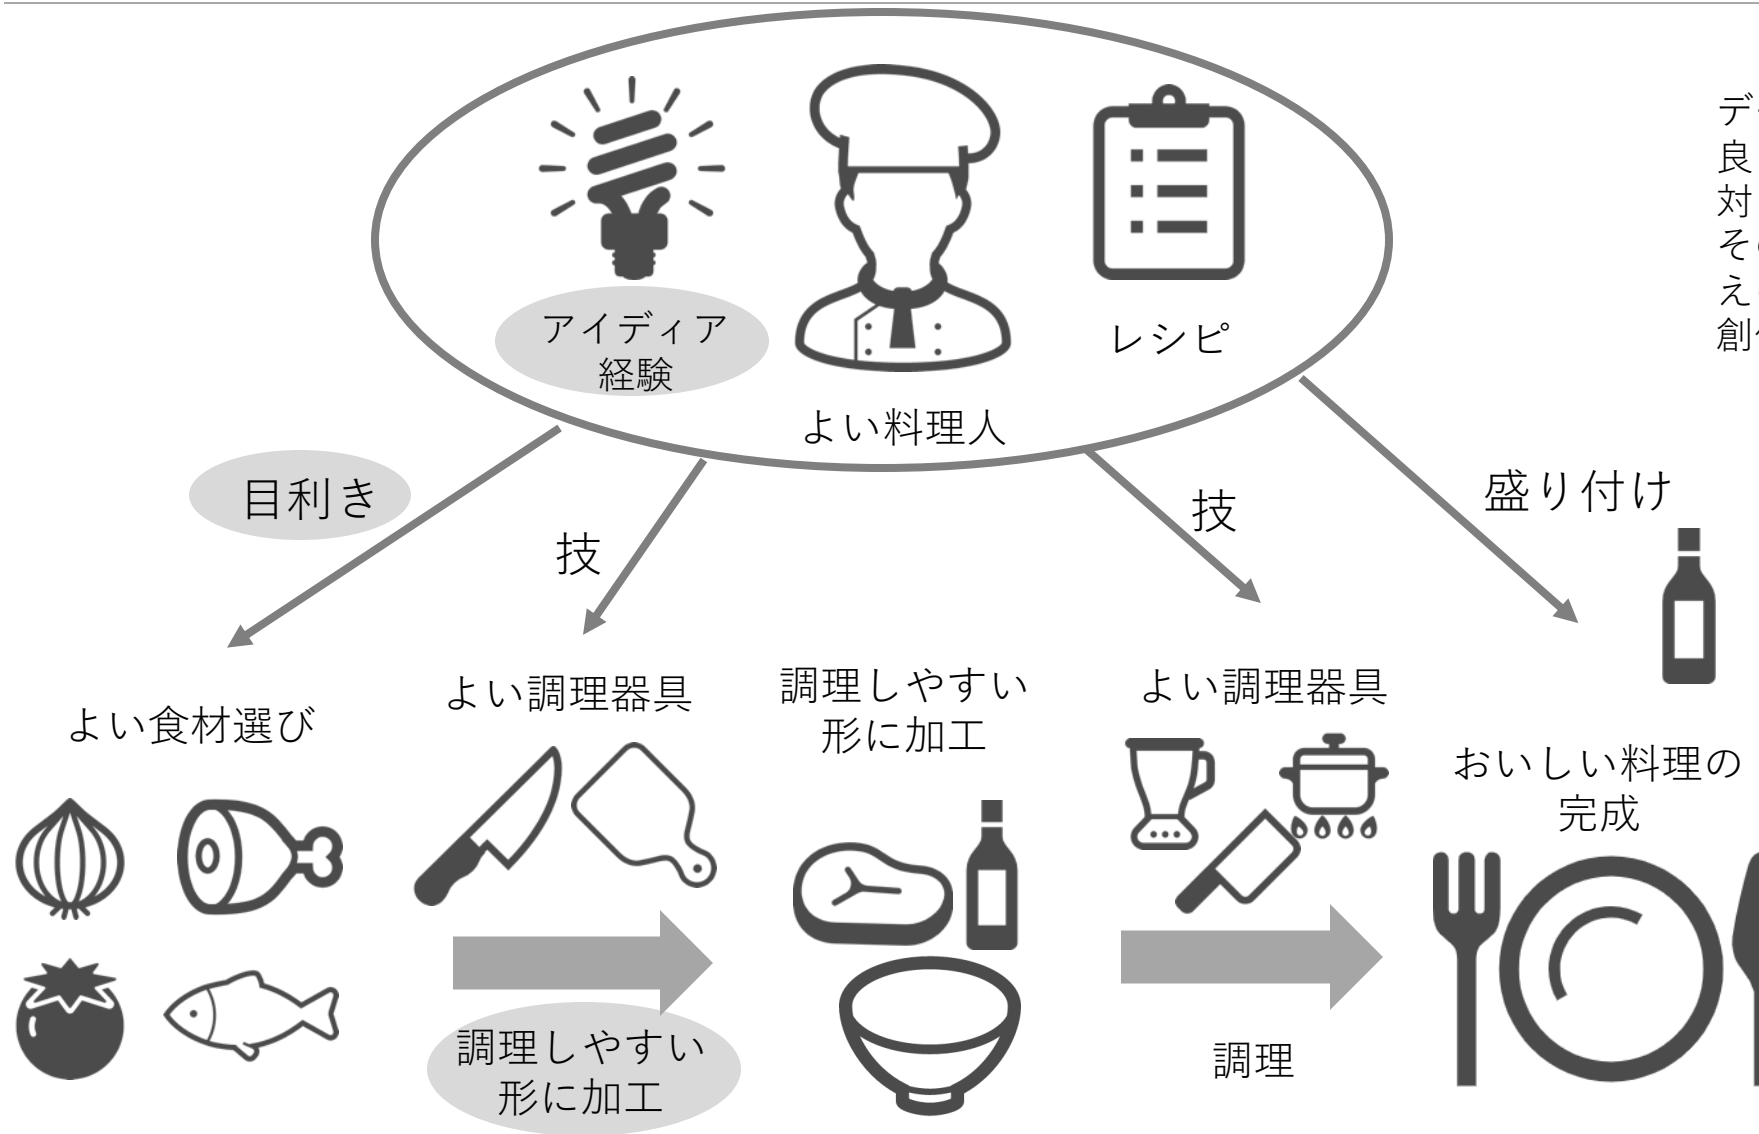 アイディア
経験
レシピ
よい料理人
デ
良
対
そ
え
創
目利き
技
技
盛り付け
よい食材選び
よい調理器具
調理しやすい
形に加工
よい調理器具
おいしい料理の
完成
調理しやすい
形に加工
調理